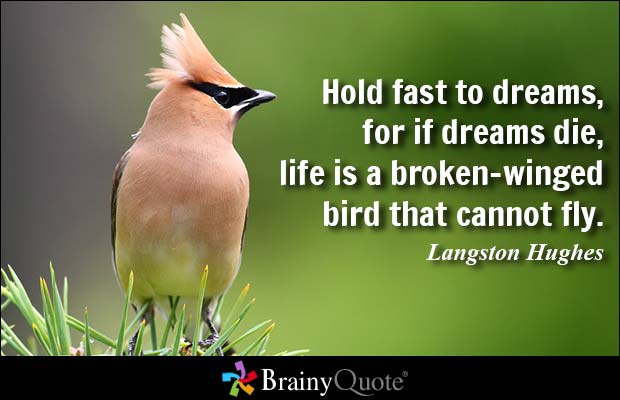 Hold fast to dreams,
for if dreams die,
life is a broken-winged
bird that cannot fly.
Langston Hughes
BrainyQuote®